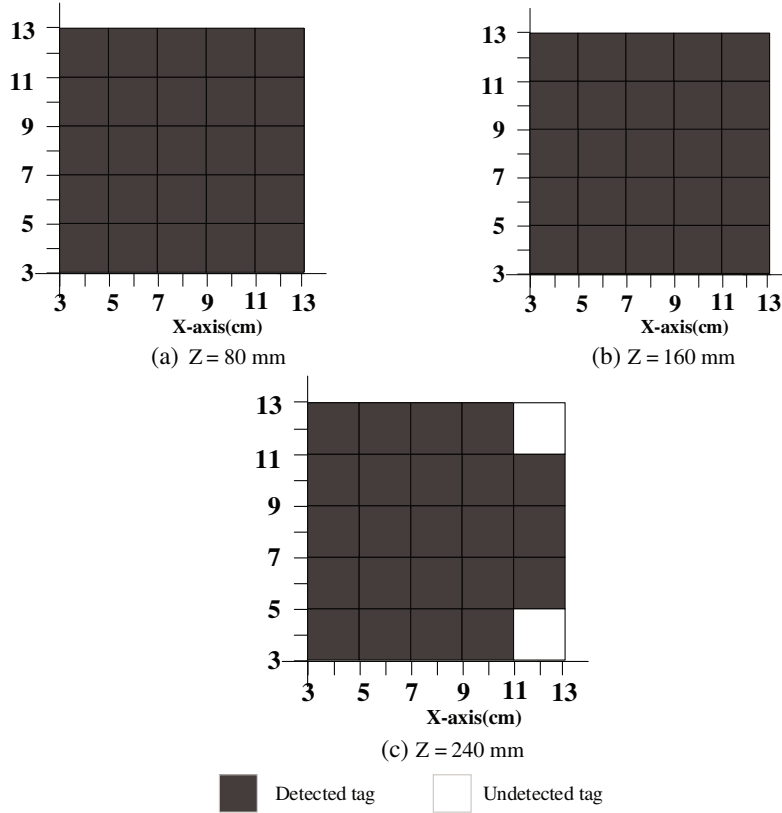 13
11
9
7
5
3
3 5 7 9 11 13
X-axis(cm)
(a) Z = 80 mm
13
11
9
7
5
3
3 5 7 9 11 13
X-axis(cm)
(b) Z = 160 mm
13
11
9
7
5
3
3 5 7 9 11 13
X-axis(cm)
(c) Z = 240 mm
Detected tag
Undetected tag